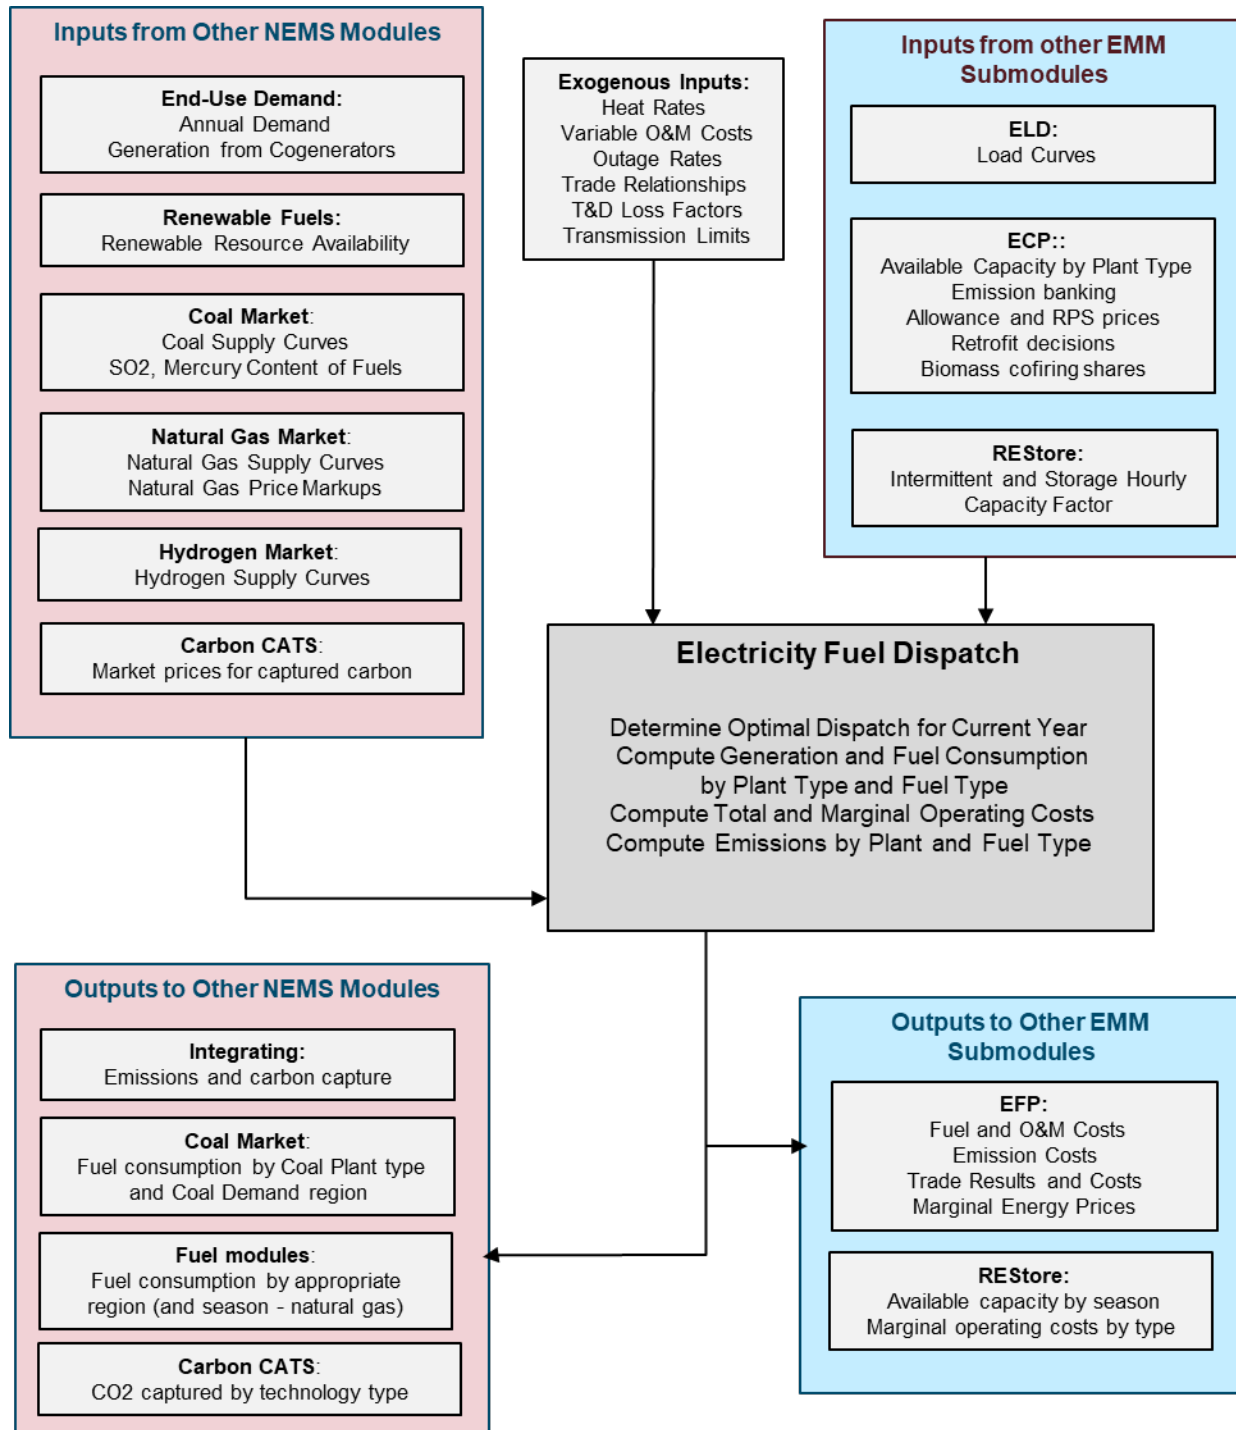 Inputs from Other NEMS Modules
End-Use Demand:
Annual Demand
Generation from Cogenerators
Renewable Fuels:
Renewable Resource Availability
Coal Market:
Coal Supply Curves
SO2, Mercury Content of Fuels
Natural Gas Market:
Natural Gas Supply Curves
Natural Gas Price Markups
Hydrogen Market:
Hydrogen Supply Curves
Carbon CATS:
Market prices for captured carbon
Exogenous Inputs:
Heat Rates
Variable O&M Costs
Outage Rates
Trade Relationships
T&D Loss Factors
Transmission Limits
Inputs from other EMM
Submodules
ELD:
Load Curves
ECP::
Available Capacity by Plant Type
Emission banking
Allowance and RPS prices
Retrofit decisions
Biomass cofiring shares
REStore:
Intermittent and Storage Hourly
Capacity Factor
Electricity Fuel Dispatch
Determine Optimal Dispatch for Current Year
Compute Generation and Fuel Consumption
by Plant Type and Fuel Type
Compute Total and Marginal Operating Costs
Compute Emissions by Plant and Fuel Type
Outputs to Other NEMS Modules
Integrating:
Emissions and carbon capture
Coal Market:
Fuel consumption by Coal Plant type
and Coal Demand region
Fuel modules:
Fuel consumption by appropriate
region (and season - natural gas)
Carbon CATS:
CO2 captured by technology type
Outputs to Other EMM
Submodules
EFP:
Fuel and O&M Costs
Emission Costs
Trade Results and Costs
Marginal Energy Prices
REStore:
Available capacity by season
Marginal operating costs by type